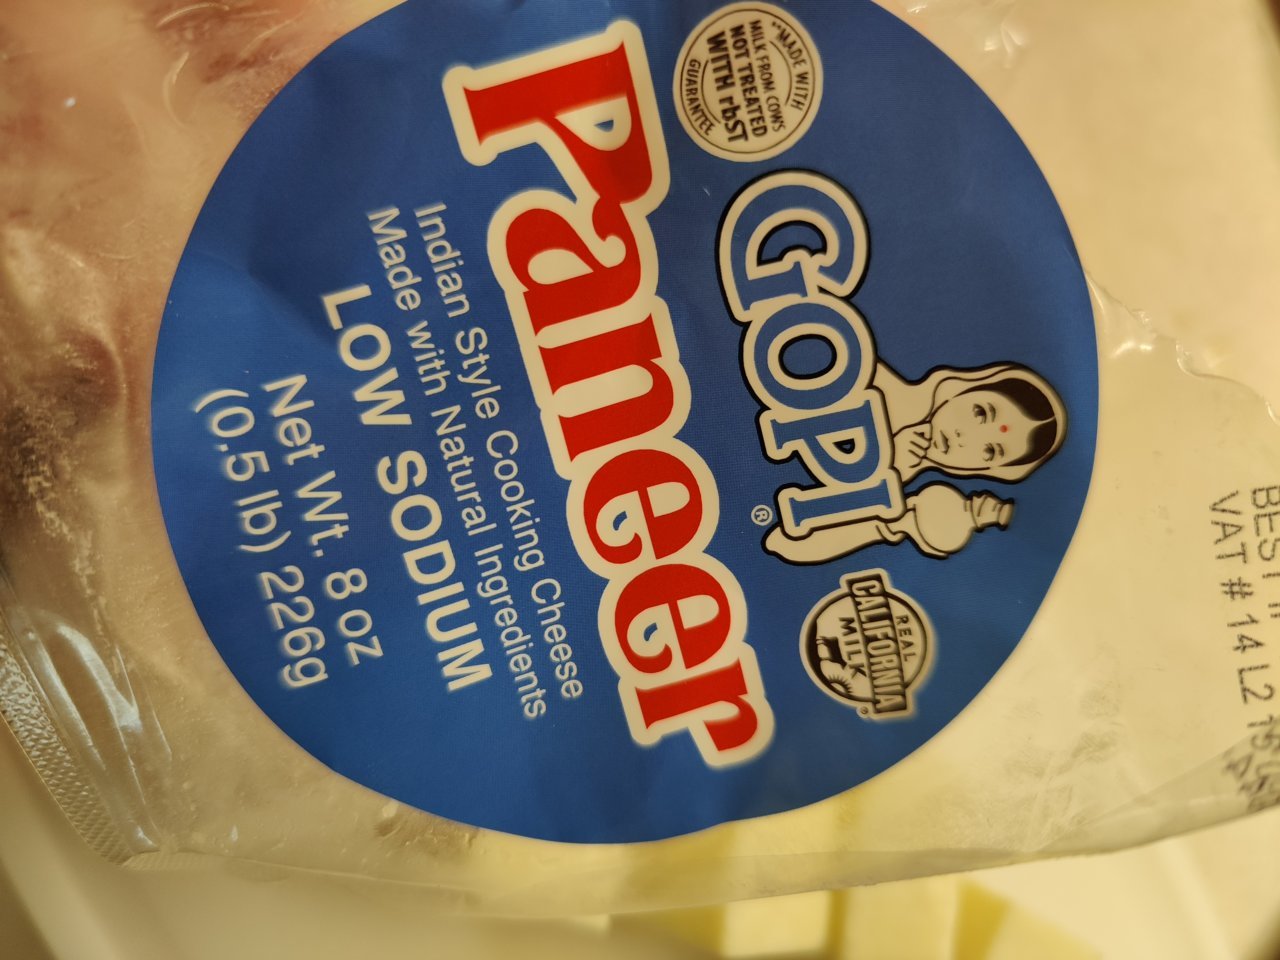 "MADE WITH
MILK FROM COWS
NOT TREATED
WITH rbST
GUARANTEE
GOPI®
REAL
CALIFORNIA
MILK®
Paneer
Indian Style Cooking Cheese
Made with Natural Ingredients
LOW SODIUM
Net Wt. 8 oz
(0.5 lb) 226g
VAT # 14 L2